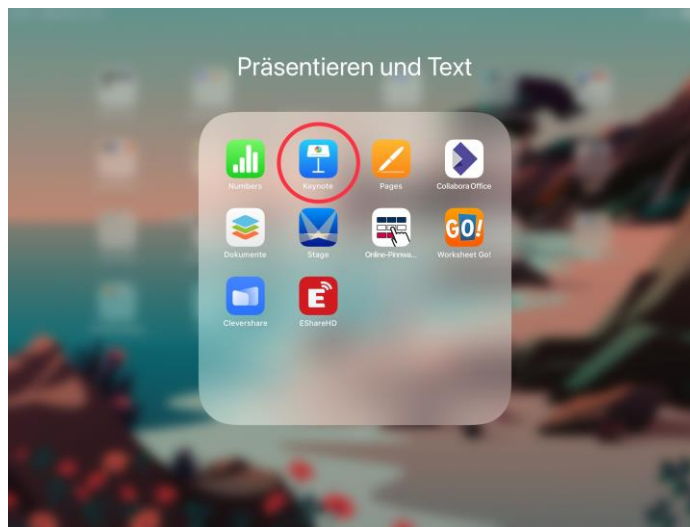 Präsentieren und Text
Numbers
Keynote
Pages
Collabora Office
Dokumente
Stage
Online-Pinnwa...
GO!
Worksheet Go!
Clevershare
E
EShareHD